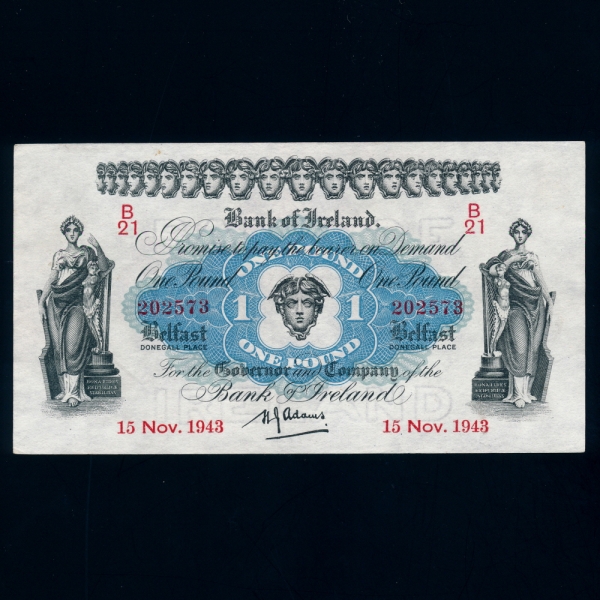 B 21 B 21
Bank of Ireland.
Promise to pay the bearer on Demand
One Pound ONE POUND One Pound
202573 1 1 202573
Belfast Belfast
DONEGALL PLACE ONE POUND DONEGALL PLACE
For the Governor and Company of the
Bank of Ireland
15 Nov. 1943 H J Adams 15 Nov. 1943